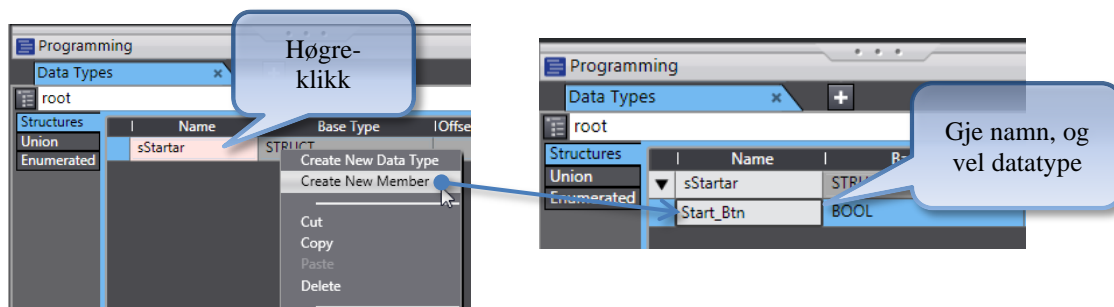 Programming
Data Types
root
Structures
Union
Enumerated
Name
Base Type
Offse
sStartar
STRUCT
Høgre-
klikk
Create New Data Type
Create New Member
Cut
Copy
Paste
Delete
Programming
Data Types
root
Structures
Union
Enumerated
Name
sStartar
Start_Btn
BOOL
Gje namn, og
vel datatype